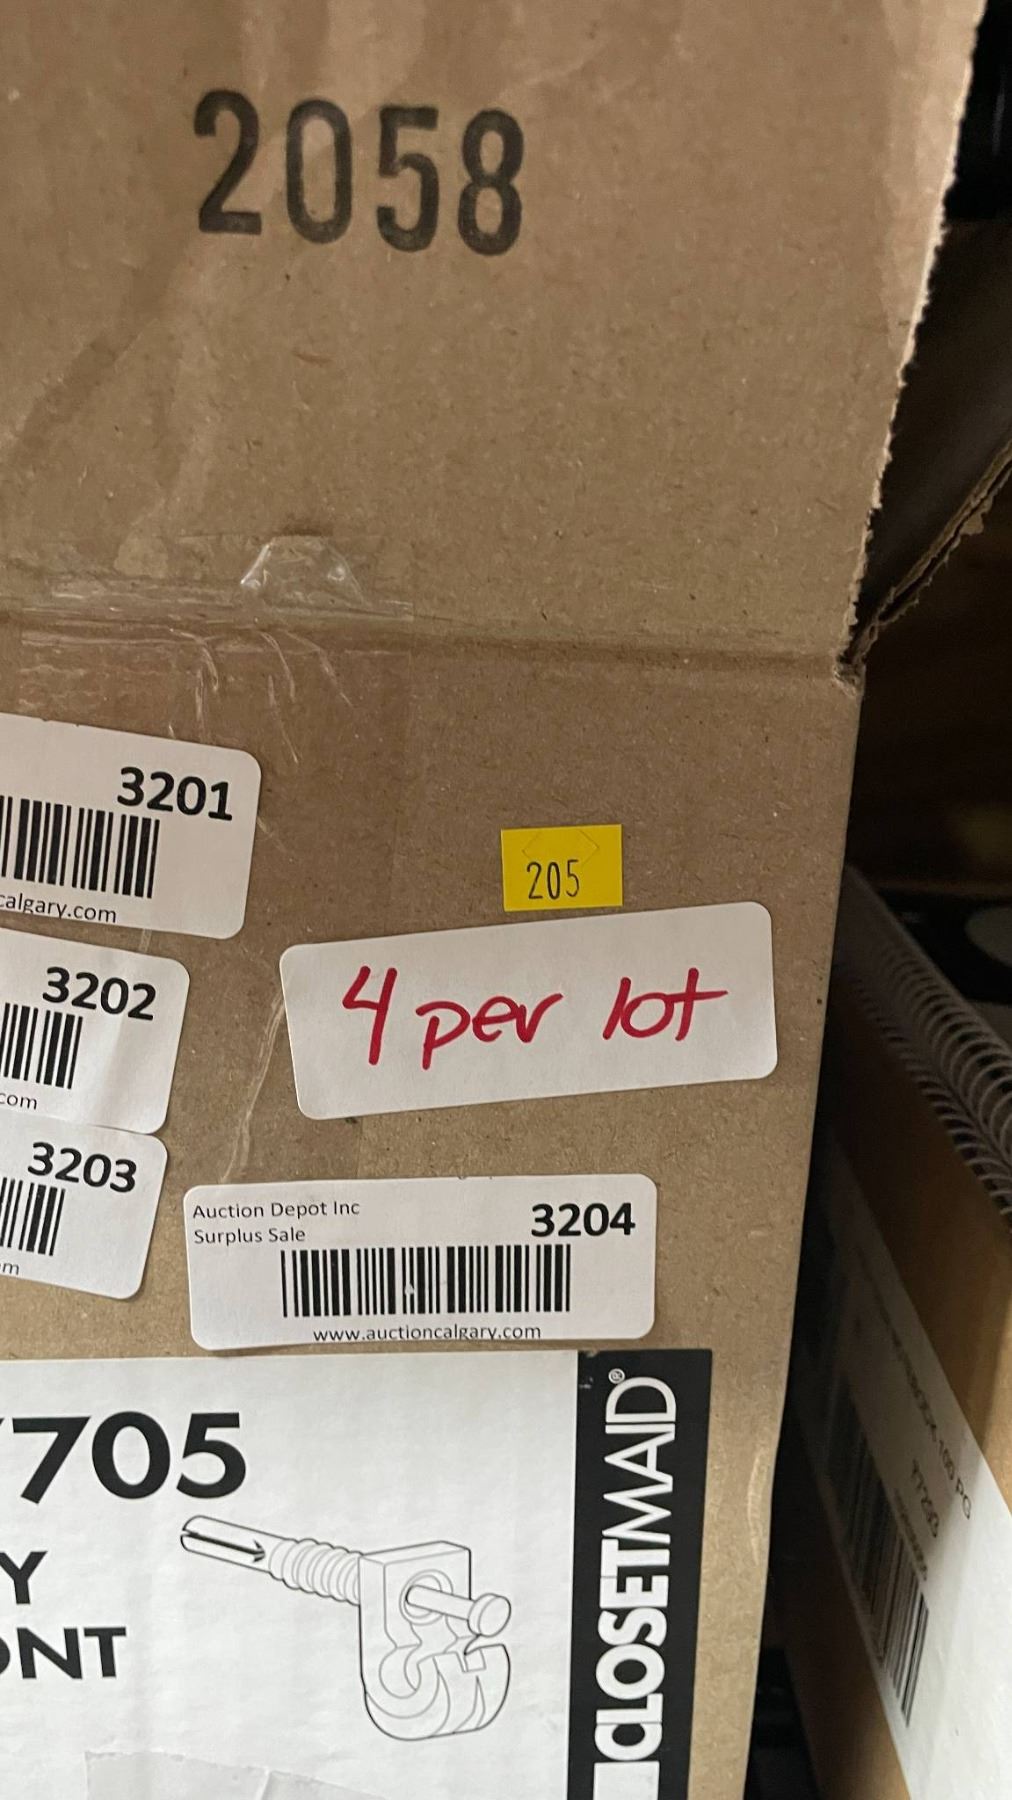 2058
3201
calgary.com
205
3202
com
4 per lot
3203
m
Auction Depot Inc
Surplus Sale
3204
www.auctioncalgary.com
705
Y
ONT
CLOSETMAID®